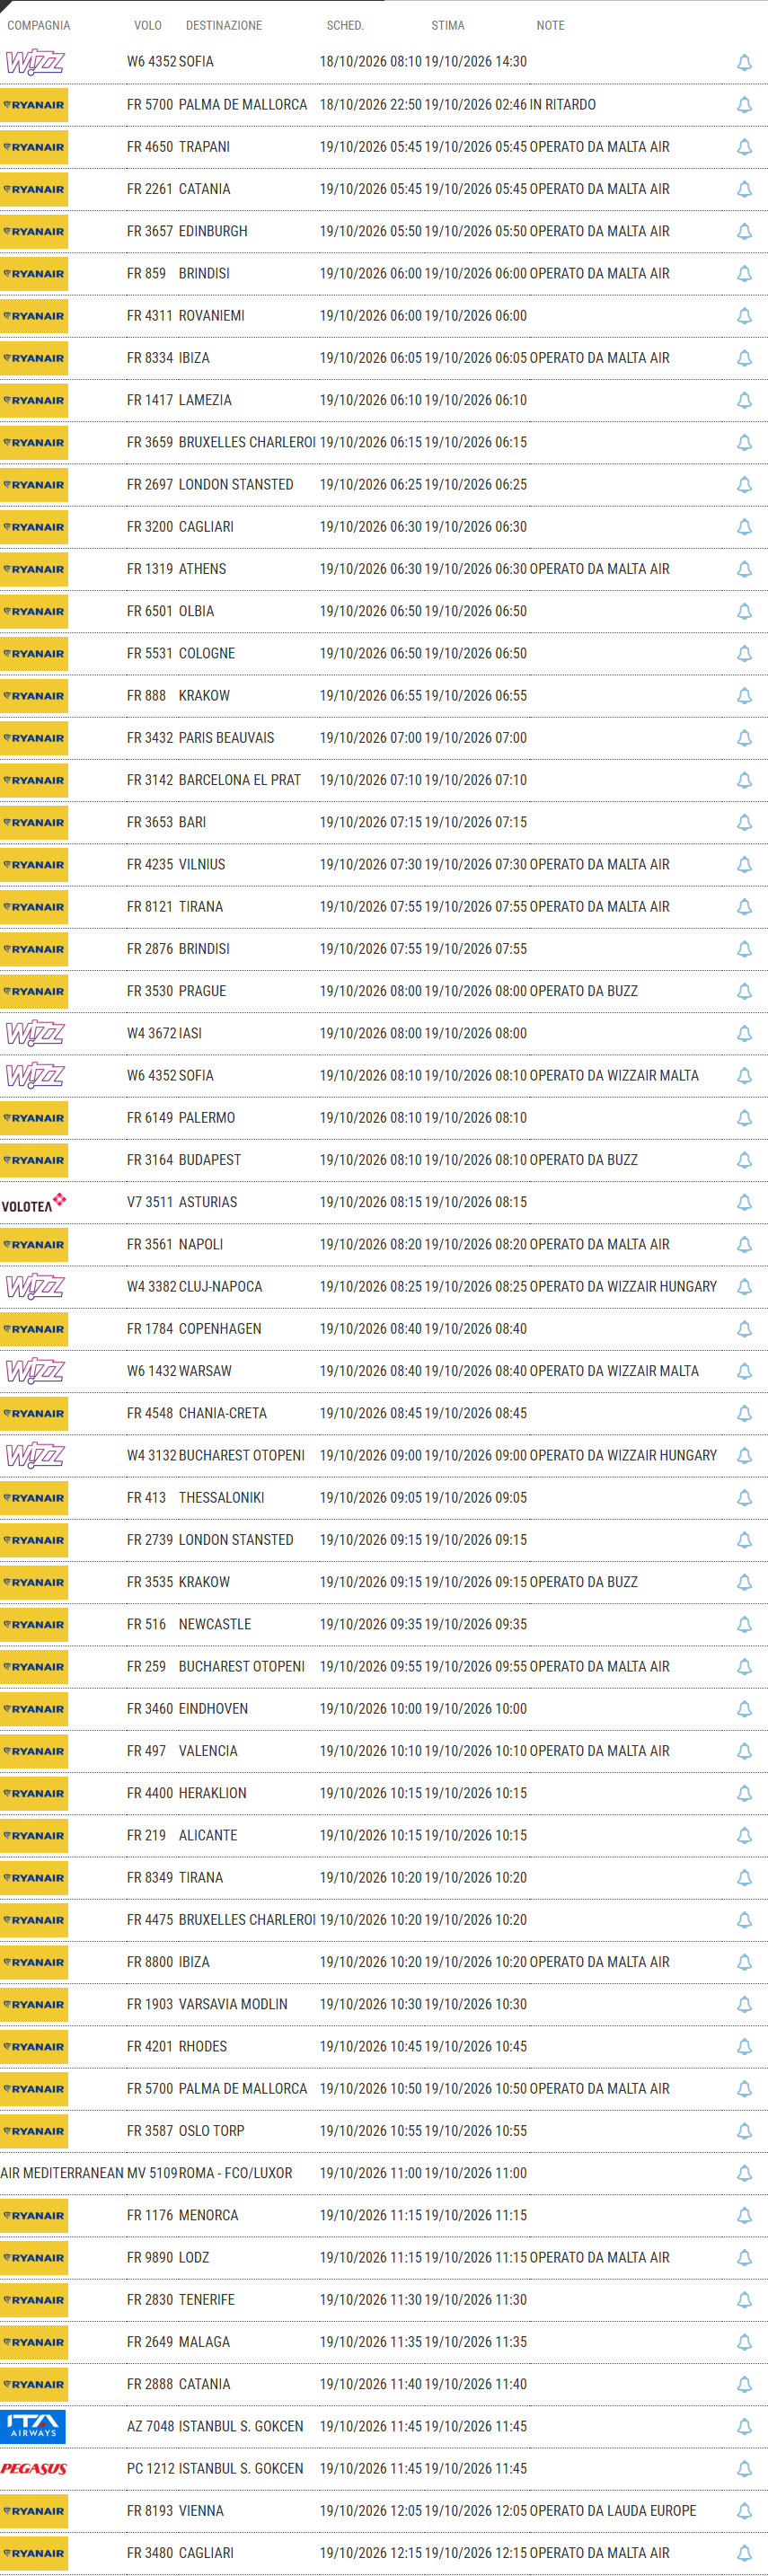 COMPAGNIA VOLO DESTINAZIONE SCHED. STIMA NOTE
WIZZ W6 4352 SOFIA 18/10/2026 08:10 19/10/2026 14:30
RYANAIR FR 5700 PALMA DE MALLORCA 18/10/2026 22:50 19/10/2026 02:46 IN RITARDO
RYANAIR FR 4650 TRAPANI 19/10/2026 05:45 19/10/2026 05:45 OPERATO DA MALTA AIR
RYANAIR FR 2261 CATANIA 19/10/2026 05:45 19/10/2026 05:45 OPERATO DA MALTA AIR
RYANAIR FR 3657 EDINBURGH 19/10/2026 05:50 19/10/2026 05:50 OPERATO DA MALTA AIR
RYANAIR FR 859 BRINDISI 19/10/2026 06:00 19/10/2026 06:00 OPERATO DA MALTA AIR
RYANAIR FR 4311 ROVANIEMI 19/10/2026 06:00 19/10/2026 06:00
RYANAIR FR 8334 IBIZA 19/10/2026 06:05 19/10/2026 06:05 OPERATO DA MALTA AIR
RYANAIR FR 1417 LAMEZIA 19/10/2026 06:10 19/10/2026 06:10
RYANAIR FR 3659 BRUXELLES CHARLEROI 19/10/2026 06:15 19/10/2026 06:15
RYANAIR FR 2697 LONDON STANSTED 19/10/2026 06:25 19/10/2026 06:25
RYANAIR FR 3200 CAGLIARI 19/10/2026 06:30 19/10/2026 06:30
RYANAIR FR 1319 ATHENS 19/10/2026 06:30 19/10/2026 06:30 OPERATO DA MALTA AIR
RYANAIR FR 6501 OLBIA 19/10/2026 06:50 19/10/2026 06:50
RYANAIR FR 5531 COLOGNE 19/10/2026 06:50 19/10/2026 06:50
RYANAIR FR 888 KRAKOW 19/10/2026 06:55 19/10/2026 06:55
RYANAIR FR 3432 PARIS BEAUVAIS 19/10/2026 07:00 19/10/2026 07:00
RYANAIR FR 3142 BARCELONA EL PRAT 19/10/2026 07:10 19/10/2026 07:10
RYANAIR FR 3653 BARI 19/10/2026 07:15 19/10/2026 07:15
RYANAIR FR 4235 VILNIUS 19/10/2026 07:30 19/10/2026 07:30 OPERATO DA MALTA AIR
RYANAIR FR 8121 TIRANA 19/10/2026 07:55 19/10/2026 07:55 OPERATO DA MALTA AIR
RYANAIR FR 2876 BRINDISI 19/10/2026 07:55 19/10/2026 07:55
RYANAIR FR 3530 PRAGUE 19/10/2026 08:00 19/10/2026 08:00 OPERATO DA BUZZ
WIZZ W4 3672 IASI 19/10/2026 08:00 19/10/2026 08:00
WIZZ W6 4352 SOFIA 19/10/2026 08:10 19/10/2026 08:10 OPERATO DA WIZZAIR MALTA
RYANAIR FR 6149 PALERMO 19/10/2026 08:10 19/10/2026 08:10
RYANAIR FR 3164 BUDAPEST 19/10/2026 08:10 19/10/2026 08:10 OPERATO DA BUZZ
VOLOTEA V7 3511 ASTURIAS 19/10/2026 08:15 19/10/2026 08:15
RYANAIR FR 3561 NAPOLI 19/10/2026 08:20 19/10/2026 08:20 OPERATO DA MALTA AIR
WIZZ W4 3382 CLUJ-NAPOCA 19/10/2026 08:25 19/10/2026 08:25 OPERATO DA WIZZAIR HUNGARY
RYANAIR FR 1784 COPENHAGEN 19/10/2026 08:40 19/10/2026 08:40
WIZZ W6 1432 WARSAW 19/10/2026 08:40 19/10/2026 08:40 OPERATO DA WIZZAIR MALTA
RYANAIR FR 4548 CHANIA-CRETA 19/10/2026 08:45 19/10/2026 08:45
WIZZ W4 3132 BUCHAREST OTOPENI 19/10/2026 09:00 19/10/2026 09:00 OPERATO DA WIZZAIR HUNGARY
RYANAIR FR 413 THESSALONIKI 19/10/2026 09:05 19/10/2026 09:05
RYANAIR FR 2739 LONDON STANSTED 19/10/2026 09:15 19/10/2026 09:15
RYANAIR FR 3535 KRAKOW 19/10/2026 09:15 19/10/2026 09:15 OPERATO DA BUZZ
RYANAIR FR 516 NEWCASTLE 19/10/2026 09:35 19/10/2026 09:35
RYANAIR FR 259 BUCHAREST OTOPENI 19/10/2026 09:55 19/10/2026 09:55 OPERATO DA MALTA AIR
RYANAIR FR 3460 EINDHOVEN 19/10/2026 10:00 19/10/2026 10:00
RYANAIR FR 497 VALENCIA 19/10/2026 10:10 19/10/2026 10:10 OPERATO DA MALTA AIR
RYANAIR FR 4400 HERAKLION 19/10/2026 10:15 19/10/2026 10:15
RYANAIR FR 219 ALICANTE 19/10/2026 10:15 19/10/2026 10:15
RYANAIR FR 8349 TIRANA 19/10/2026 10:20 19/10/2026 10:20
RYANAIR FR 4475 BRUXELLES CHARLEROI 19/10/2026 10:20 19/10/2026 10:20
RYANAIR FR 8800 IBIZA 19/10/2026 10:20 19/10/2026 10:20 OPERATO DA MALTA AIR
RYANAIR FR 1903 VARSAVIA MODLIN 19/10/2026 10:30 19/10/2026 10:30
RYANAIR FR 4201 RHODES 19/10/2026 10:45 19/10/2026 10:45
RYANAIR FR 5700 PALMA DE MALLORCA 19/10/2026 10:50 19/10/2026 10:50 OPERATO DA MALTA AIR
RYANAIR FR 3587 OSLO TORP 19/10/2026 10:55 19/10/2026 10:55
AIR MEDITERRANEAN MV 5109 ROMA - FCO/LUXOR 19/10/2026 11:00 19/10/2026 11:00
RYANAIR FR 1176 MENORCA 19/10/2026 11:15 19/10/2026 11:15
RYANAIR FR 9890 LODZ 19/10/2026 11:15 19/10/2026 11:15 OPERATO DA MALTA AIR
RYANAIR FR 2830 TENERIFE 19/10/2026 11:30 19/10/2026 11:30
RYANAIR FR 2649 MALAGA 19/10/2026 11:35 19/10/2026 11:35
RYANAIR FR 2888 CATANIA 19/10/2026 11:40 19/10/2026 11:40
ITA AIRWAYS AZ 7048 ISTANBUL S. GOKCEN 19/10/2026 11:45 19/10/2026 11:45
PEGASUS PC 1212 ISTANBUL S. GOKCEN 19/10/2026 11:45 19/10/2026 11:45
RYANAIR FR 8193 VIENNA 19/10/2026 12:05 19/10/2026 12:05 OPERATO DA LAUDA EUROPE
RYANAIR FR 3480 CAGLIARI 19/10/2026 12:15 19/10/2026 12:15 OPERATO DA MALTA AIR